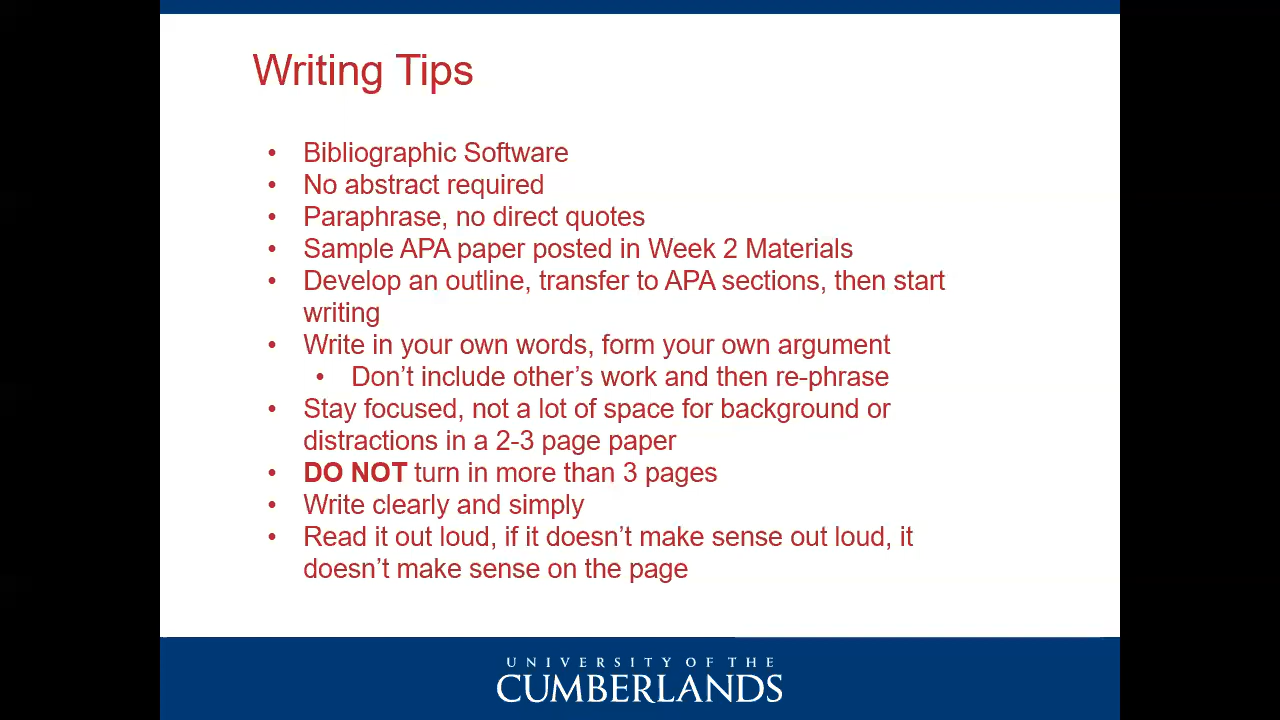 Writing Tips
• Bibliographic Software
• No abstract required
• Paraphrase, no direct quotes
• Sample APA paper posted in Week 2 Materials
• Develop an outline, transfer to APA sections, then start
writing
• Write in your own words, form your own argument
• Don't include other's work and then re-phrase
• Stay focused, not a lot of space for background or
distractions in a 2-3 page paper
• DO NOT turn in more than 3 pages
• Write clearly and simply
• Read it out loud, if it doesn't make sense out loud, it
doesn't make sense on the page
UNIVERSITY OF THE
CUMBERLANDS